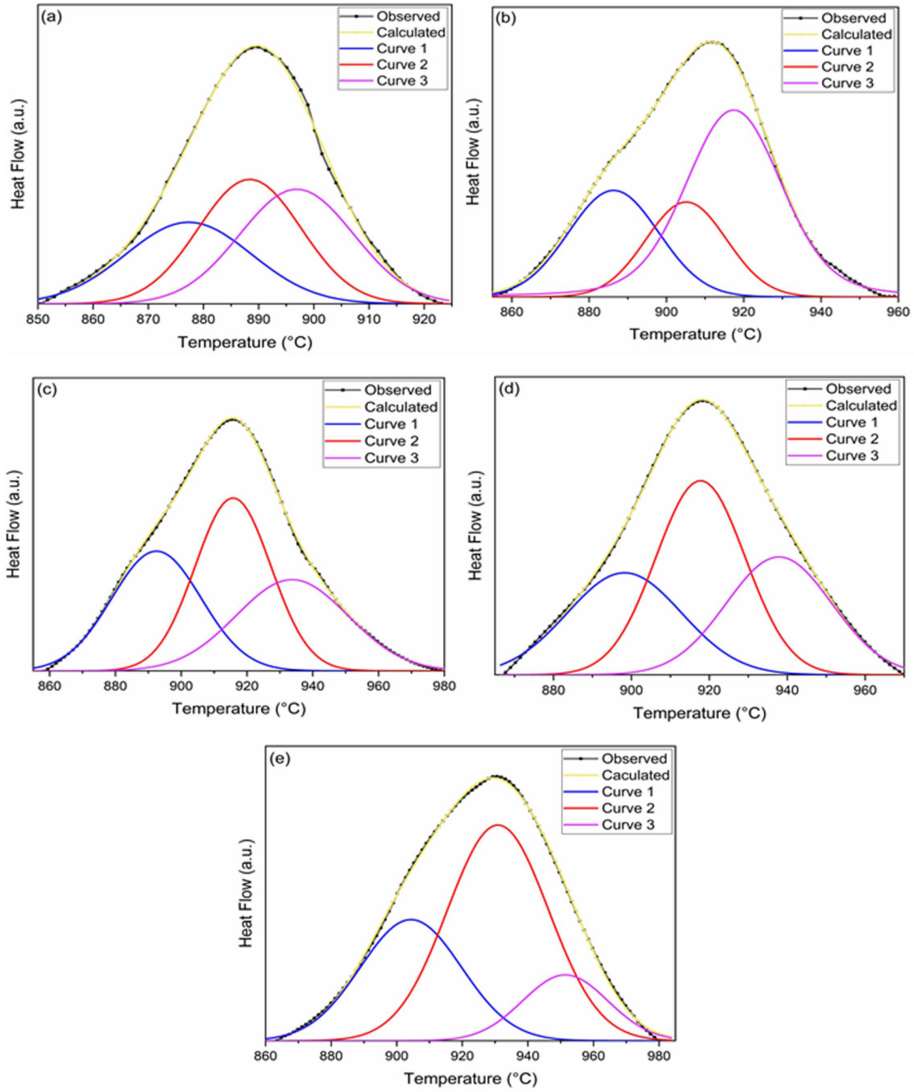 (a)
Observed
Calculated
Curve 1
Curve 2
Curve 3
Heat Flow (a.u.)
850 860 870 880 890 900 910 920
Temperature (°C)
(b)
Observed
Calculated
Curve 1
Curve 2
Curve 3
Heat Flow (a.u.)
860 880 900 920 940 960
Temperature (°C)
(c)
Observed
Calculated
Curve 1
Curve 2
Curve 3
Heat Flow (a.u.)
860 880 900 920 940 960 980
Temperature (°C)
(d)
Observed
Calculated
Curve 1
Curve 2
Curve 3
Heat Flow (a.u.)
880 900 920 940 960
Temperature (°C)
(e)
Observed
Caculated
Curve 1
Curve 2
Curve 3
Heat Flow (a.u.)
860 880 900 920 940 960 980
Temperature (°C)